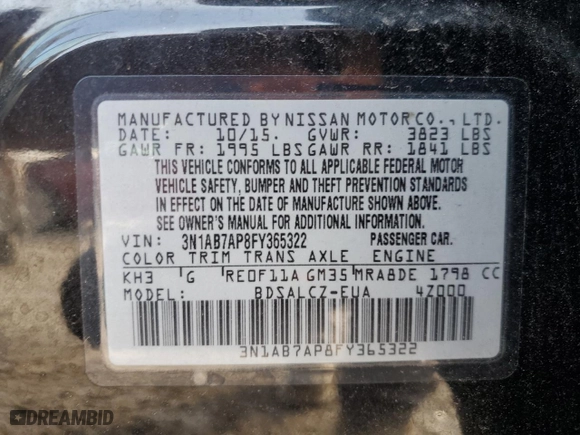 MANUFACTURED BY NISSAN MOTOR CO., LTD.
DATE: 10/15. GVWR: 3823 LBS
GAWR FR: 1995 LBS GAWR RR: 1841 LBS
THIS VEHICLE CONFORMS TO ALL APPLICABLE FEDERAL MOTOR
VEHICLE SAFETY, BUMPER AND THEFT PREVENTION STANDARDS
IN EFFECT ON THE DATE OF MANUFACTURE SHOWN ABOVE.
SEE OWNER'S MANUAL FOR ADDITIONAL INFORMATION.
VIN: 3N1AB7AP8FY365322 PASSENGER CAR.
COLOR TRIM TRANS AXLE ENGINE
KH3 G RE0F11A GM35 MRA8DE 1798 CC
MODEL: BDSALCZ-EUA 4Z000
3N1AB7AP8FY365322
DREAMBID